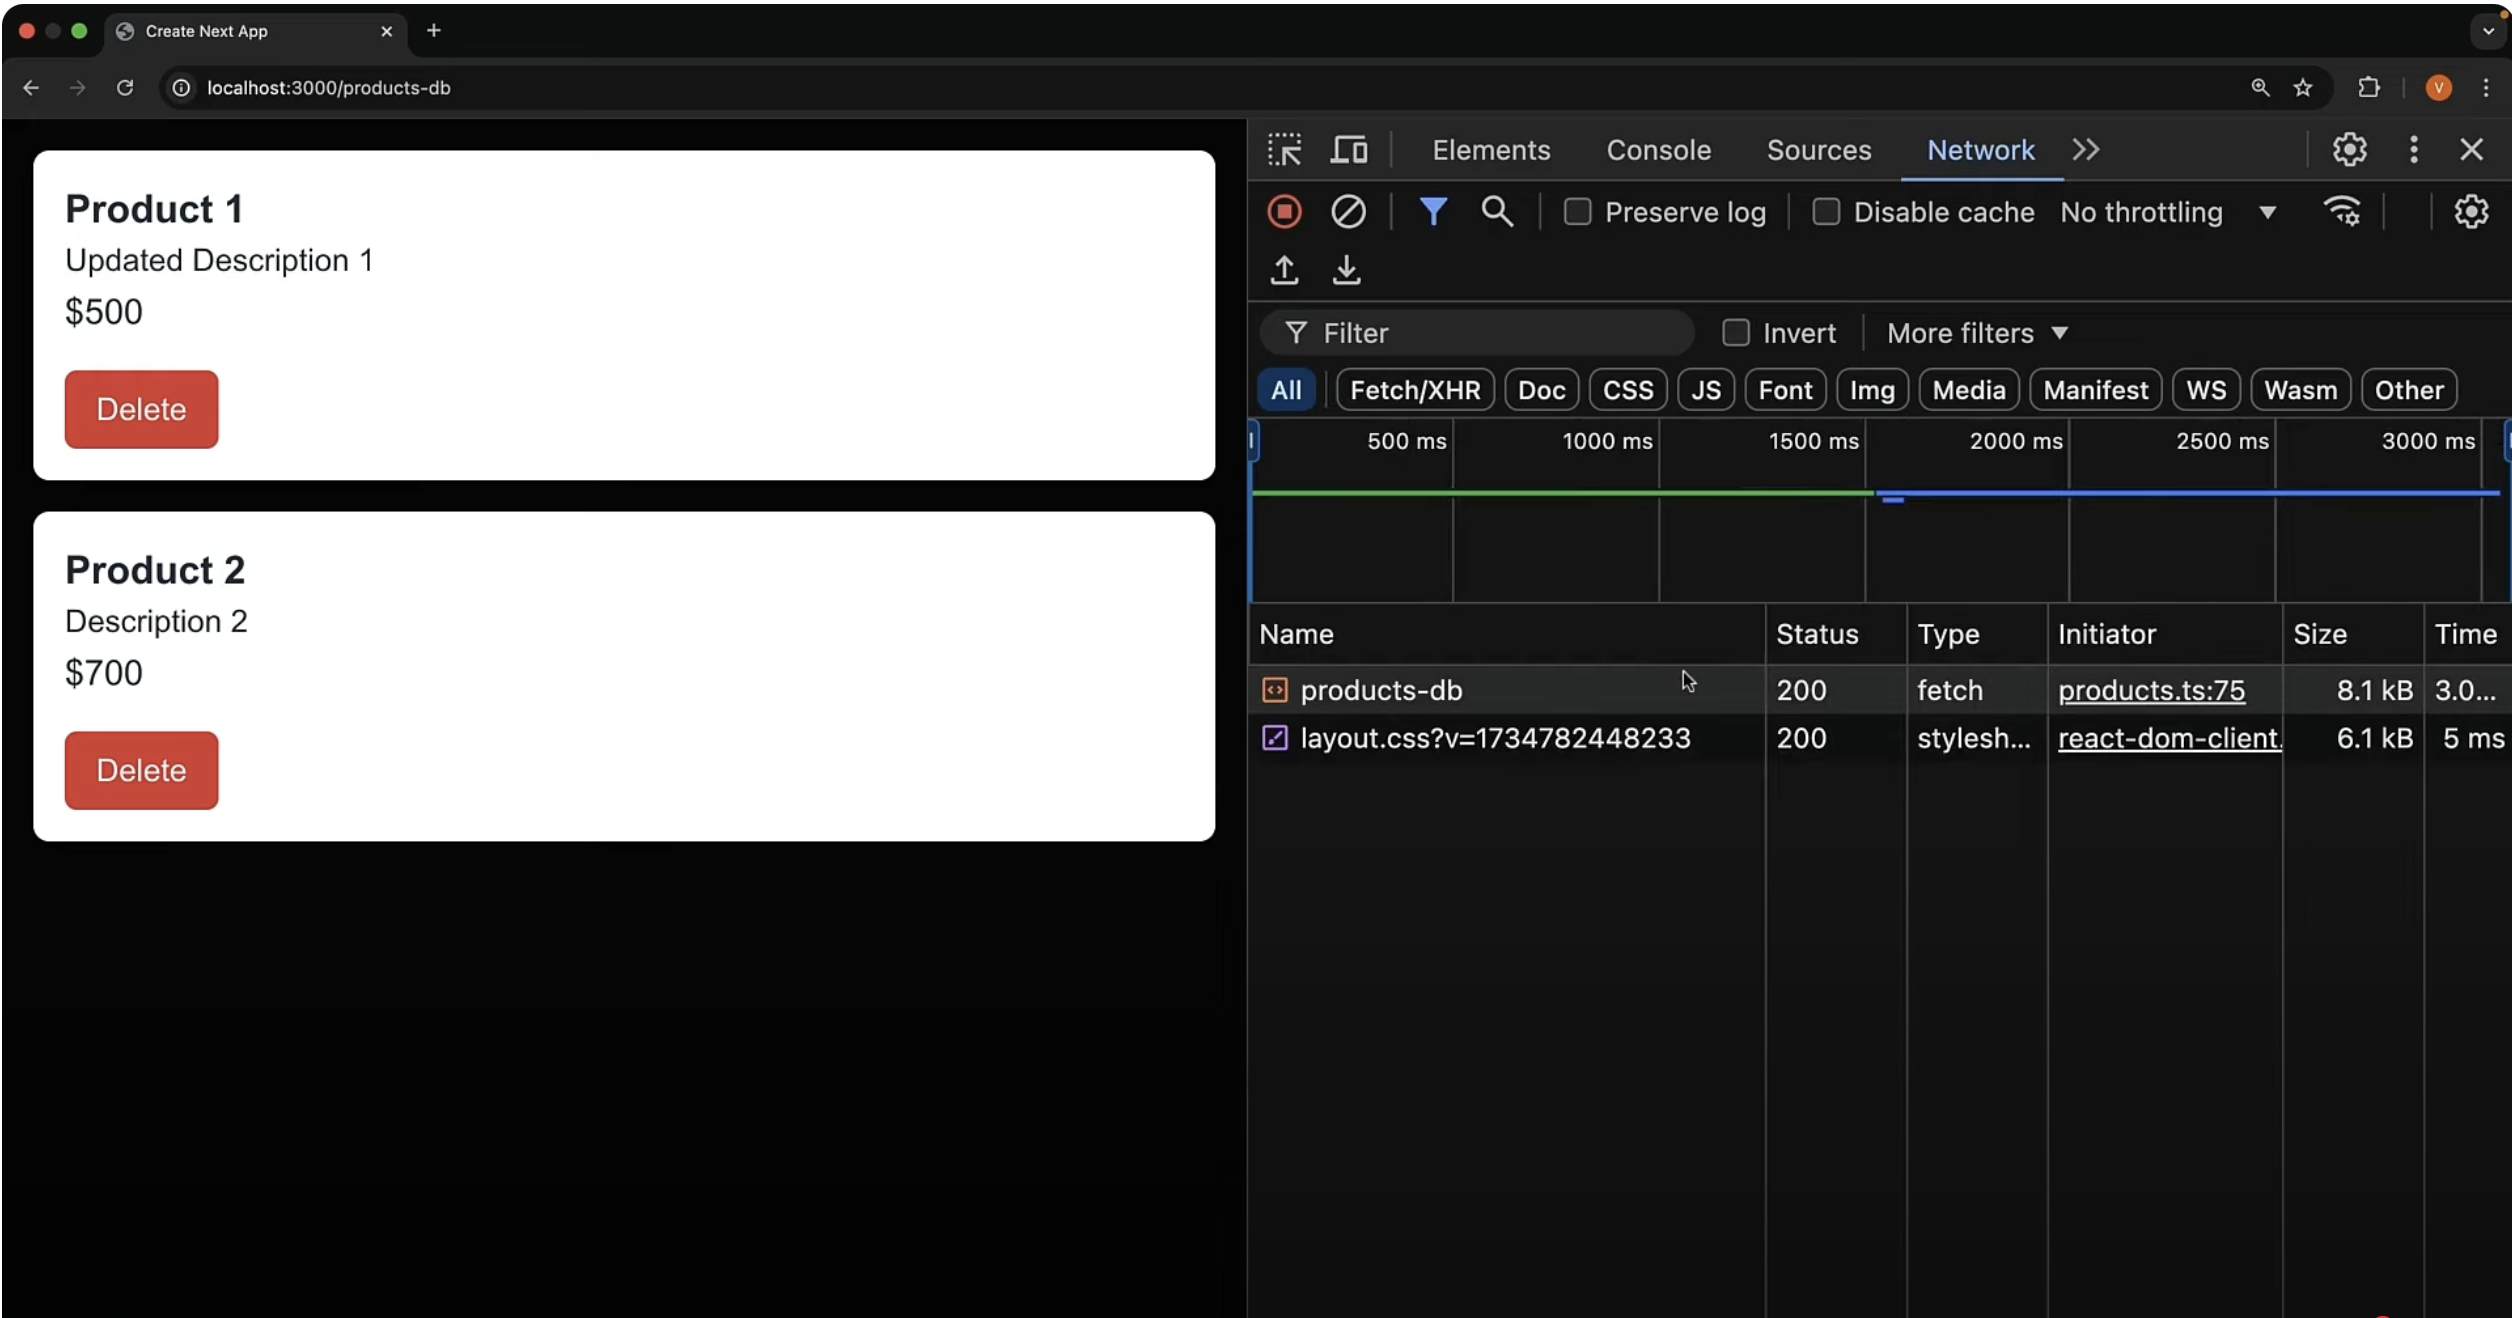 Create Next App
localhost:3000/products-db
V
Product 1
Updated Description 1
$500
Delete
Product 2
Description 2
$700
Delete
Elements Console Sources Network
Preserve log Disable cache No throttling
Filter Invert More filters
All Fetch/XHR Doc CSS JS Font Img Media Manifest WS Wasm Other
500 ms 1000 ms 1500 ms 2000 ms 2500 ms 3000 ms
Name Status Type Initiator Size Time
products-db 200 fetch products.ts:75 8.1 kB 3.0...
layout.css?v=1734782448233 200 stylesh... react-dom-client. 6.1 kB 5 ms